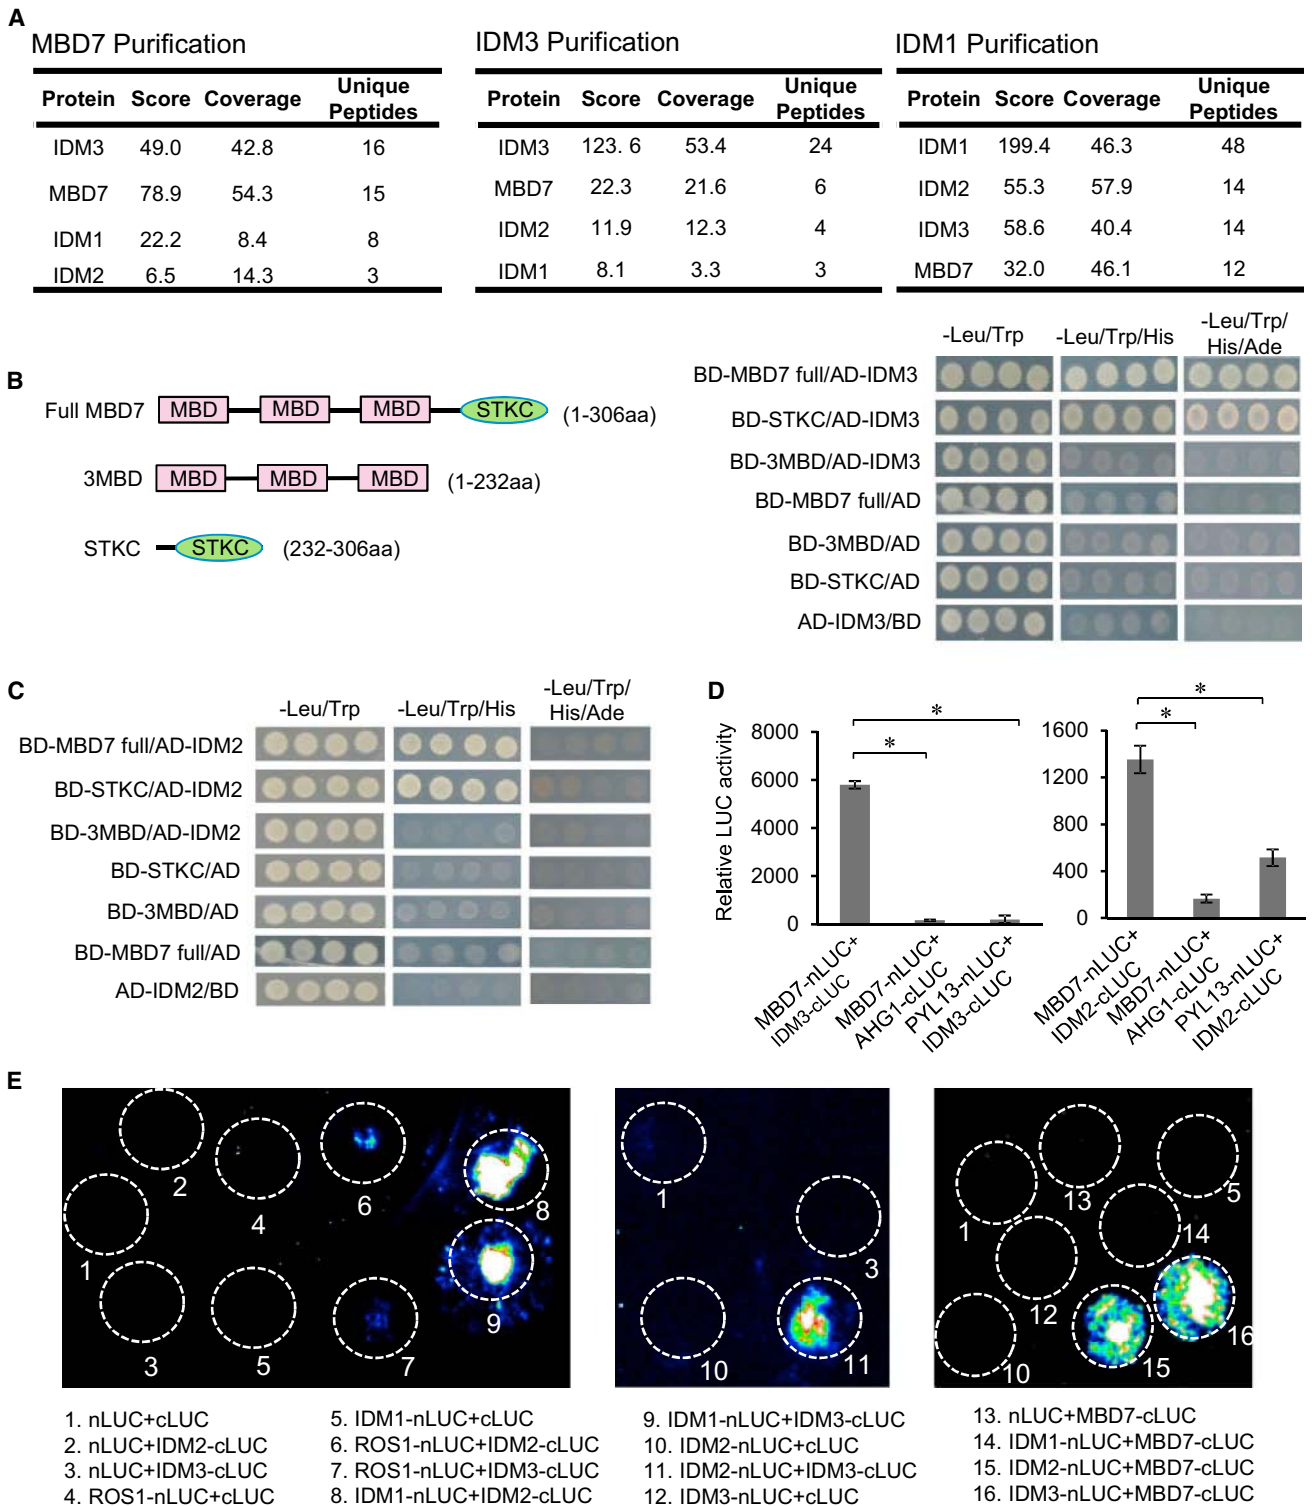 A
MBD7 Purification
Protein Score Coverage Unique Peptides
IDM3 49.0 42.8 16
MBD7 78.9 54.3 15
IDM1 22.2 8.4 8
IDM2 6.5 14.3 3
IDM3 Purification
Protein Score Coverage Unique Peptides
IDM3 123. 6 53.4 24
MBD7 22.3 21.6 6
IDM2 11.9 12.3 4
IDM1 8.1 3.3 3
IDM1 Purification
Protein Score Coverage Unique Peptides
IDM1 199.4 46.3 48
IDM2 55.3 57.9 14
IDM3 58.6 40.4 14
MBD7 32.0 46.1 12
B
Full MBD7 MBD MBD MBD STKC (1-306aa)
3MBD MBD MBD MBD (1-232aa)
STKC STKC (232-306aa)
-Leu/Trp -Leu/Trp/His -Leu/Trp/
His/Ade
BD-MBD7 full/AD-IDM3
BD-STKC/AD-IDM3
BD-3MBD/AD-IDM3
BD-MBD7 full/AD
BD-3MBD/AD
BD-STKC/AD
AD-IDM3/BD
C
-Leu/Trp -Leu/Trp/His -Leu/Trp/
His/Ade
BD-MBD7 full/AD-IDM2
BD-STKC/AD-IDM2
BD-3MBD/AD-IDM2
BD-STKC/AD
BD-3MBD/AD
BD-MBD7 full/AD
AD-IDM2/BD
D
Relative LUC activity
8000
6000
4000
2000
0
*
*
MBD7-nLUC+
IDM3-cLUC
MBD7-nLUC+
AHG1-cLUC
PYL13-nLUC+
IDM3-cLUC
1600
1200
800
400
0
*
*
MBD7-nLUC+
IDM2-cLUC
MBD7-nLUC+
AHG1-cLUC
PYL13-nLUC+
IDM2-cLUC
E
1
2
3
4
5
6
7
8
9
1
3
10
11
1
13
5
14
12
10
15
16
1. nLUC+cLUC
2. nLUC+IDM2-cLUC
3. nLUC+IDM3-cLUC
4. ROS1-nLUC+cLUC
5. IDM1-nLUC+cLUC
6. ROS1-nLUC+IDM2-cLUC
7. ROS1-nLUC+IDM3-cLUC
8. IDM1-nLUC+IDM2-cLUC
9. IDM1-nLUC+IDM3-cLUC
10. IDM2-nLUC+cLUC
11. IDM2-nLUC+IDM3-cLUC
12. IDM3-nLUC+cLUC
13. nLUC+MBD7-cLUC
14. IDM1-nLUC+MBD7-cLUC
15. IDM2-nLUC+MBD7-cLUC
16. IDM3-nLUC+MBD7-cLUC